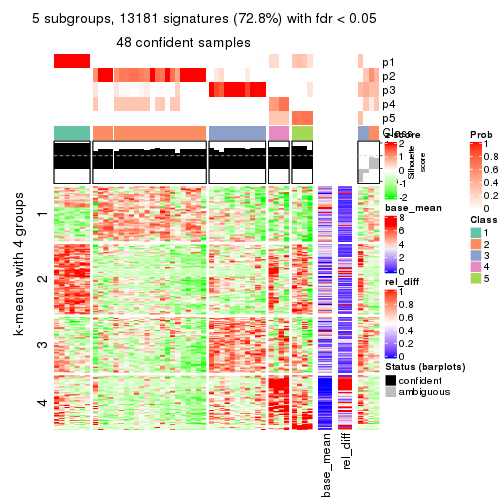 5 subgroups, 13181 signatures (72.8%) with fdr < 0.05
48 confident samples
p1
p2
p3
p4
p5
Class
Silhouette
score
k-means with 4 groups
1
2
3
4
base_mean
rel_diff
z-score
2
1
0
-1
-2
base_mean
8
6
4
2
0
rel_diff
1
0.8
0.6
0.4
0.2
0
Status (barplots)
confident
ambiguous
Prob
1
0.8
0.6
0.4
0.2
0
Class
1
2
3
4
5